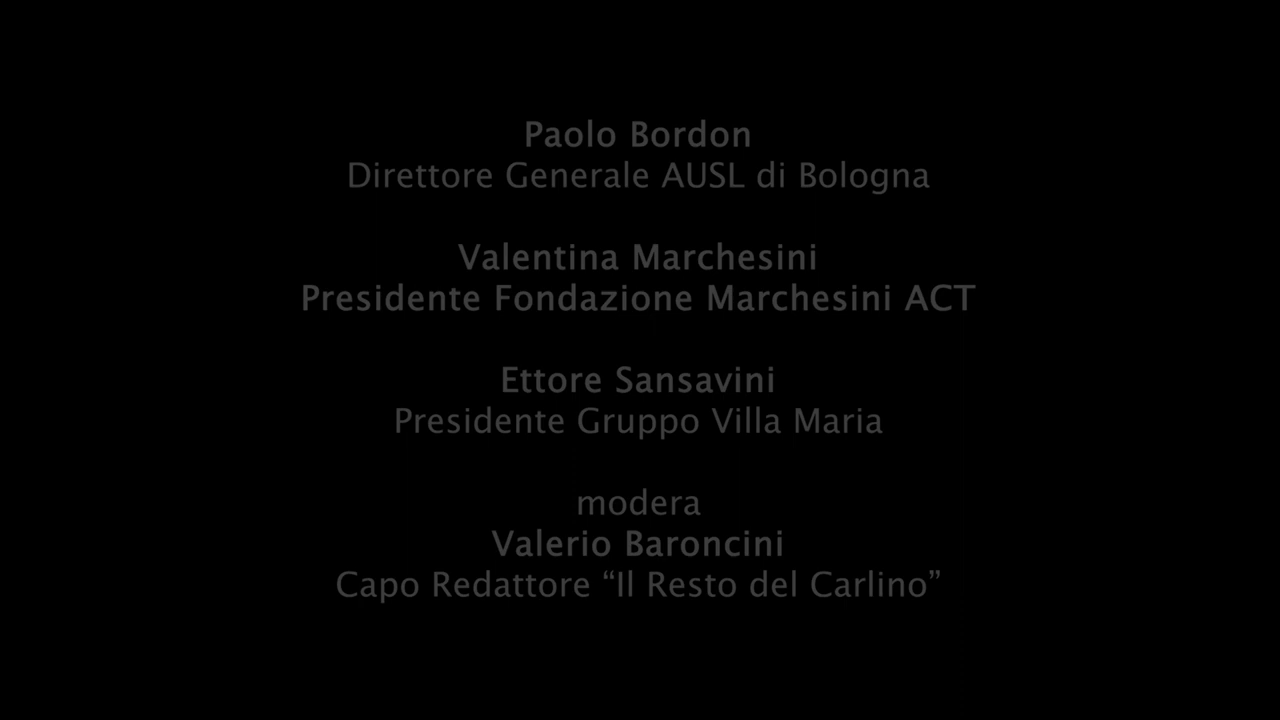 Paolo Bordon
Direttore Generale AUSL di Bologna
Valentina Marchesini
Presidente Fondazione Marchesini ACT
Ettore Sansavini
Presidente Gruppo Villa Maria
modera
Valerio Baroncini
Capo Redattore “Il Resto del Carlino”